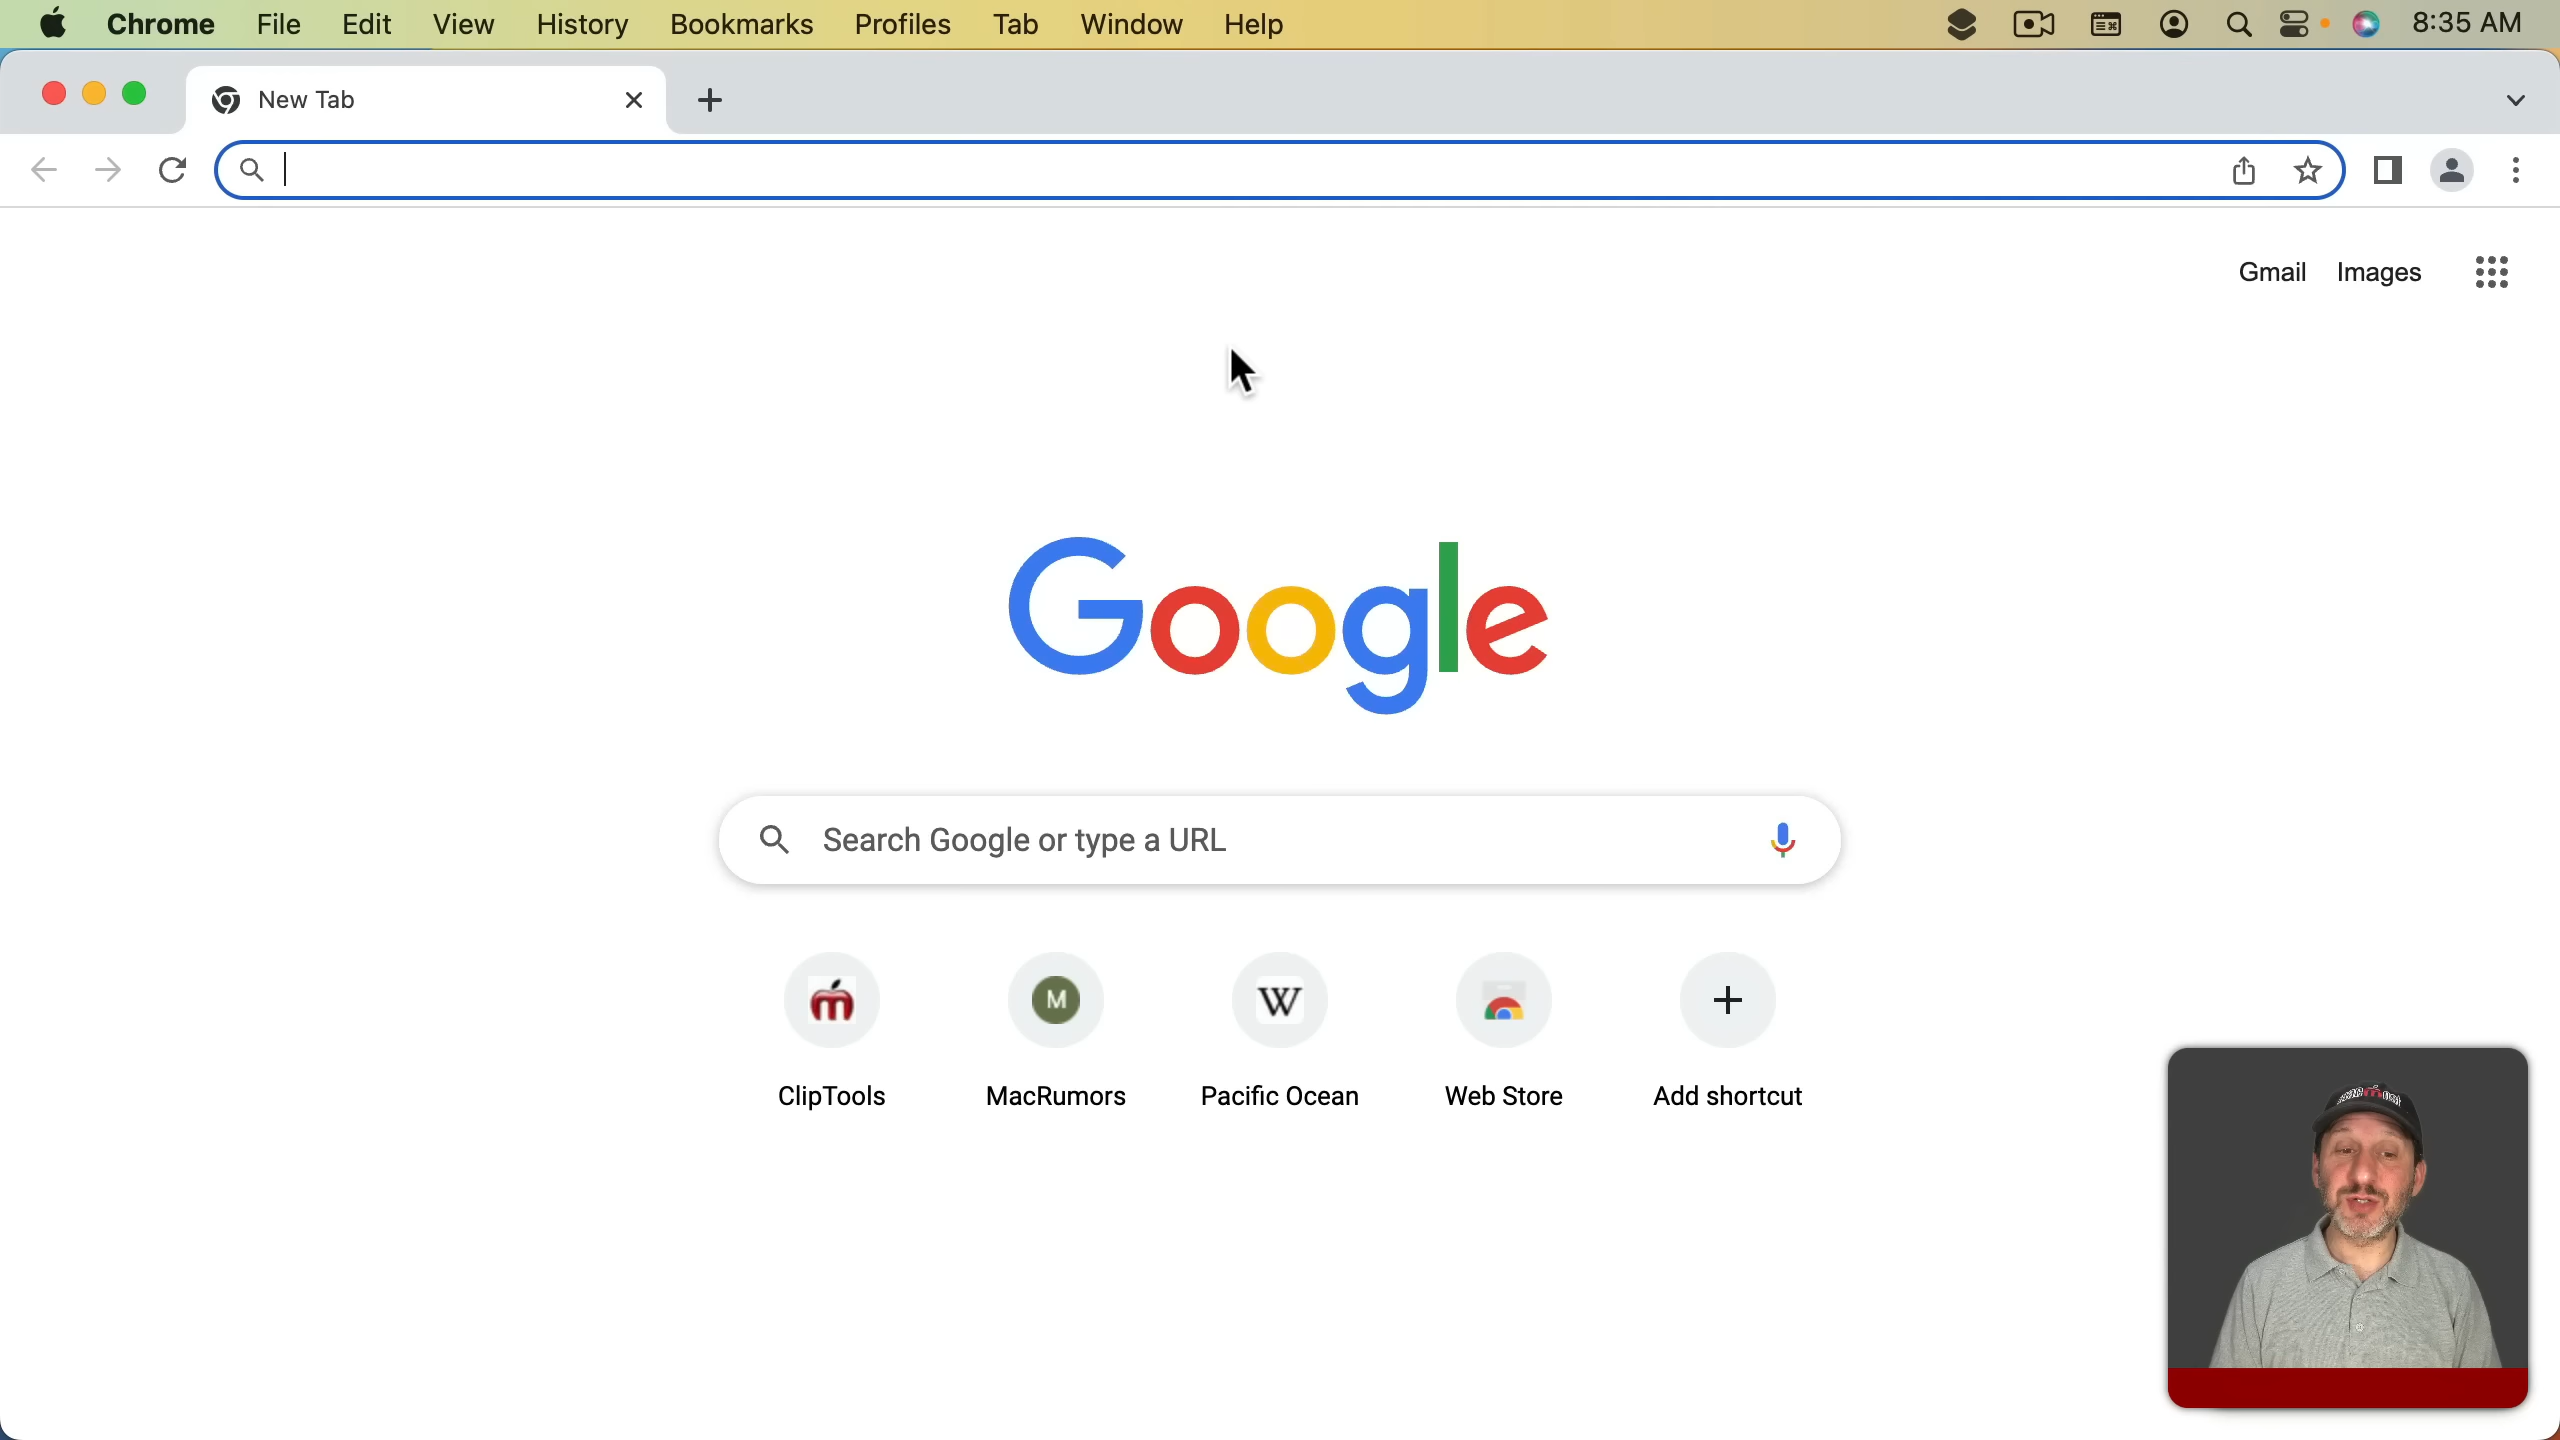 Chrome File Edit View History Bookmarks Profiles Tab Window Help 8:35 AM
New Tab
Gmail Images
Google
Search Google or type a URL
M W
ClipTools MacRumors Pacific Ocean Web Store Add shortcut